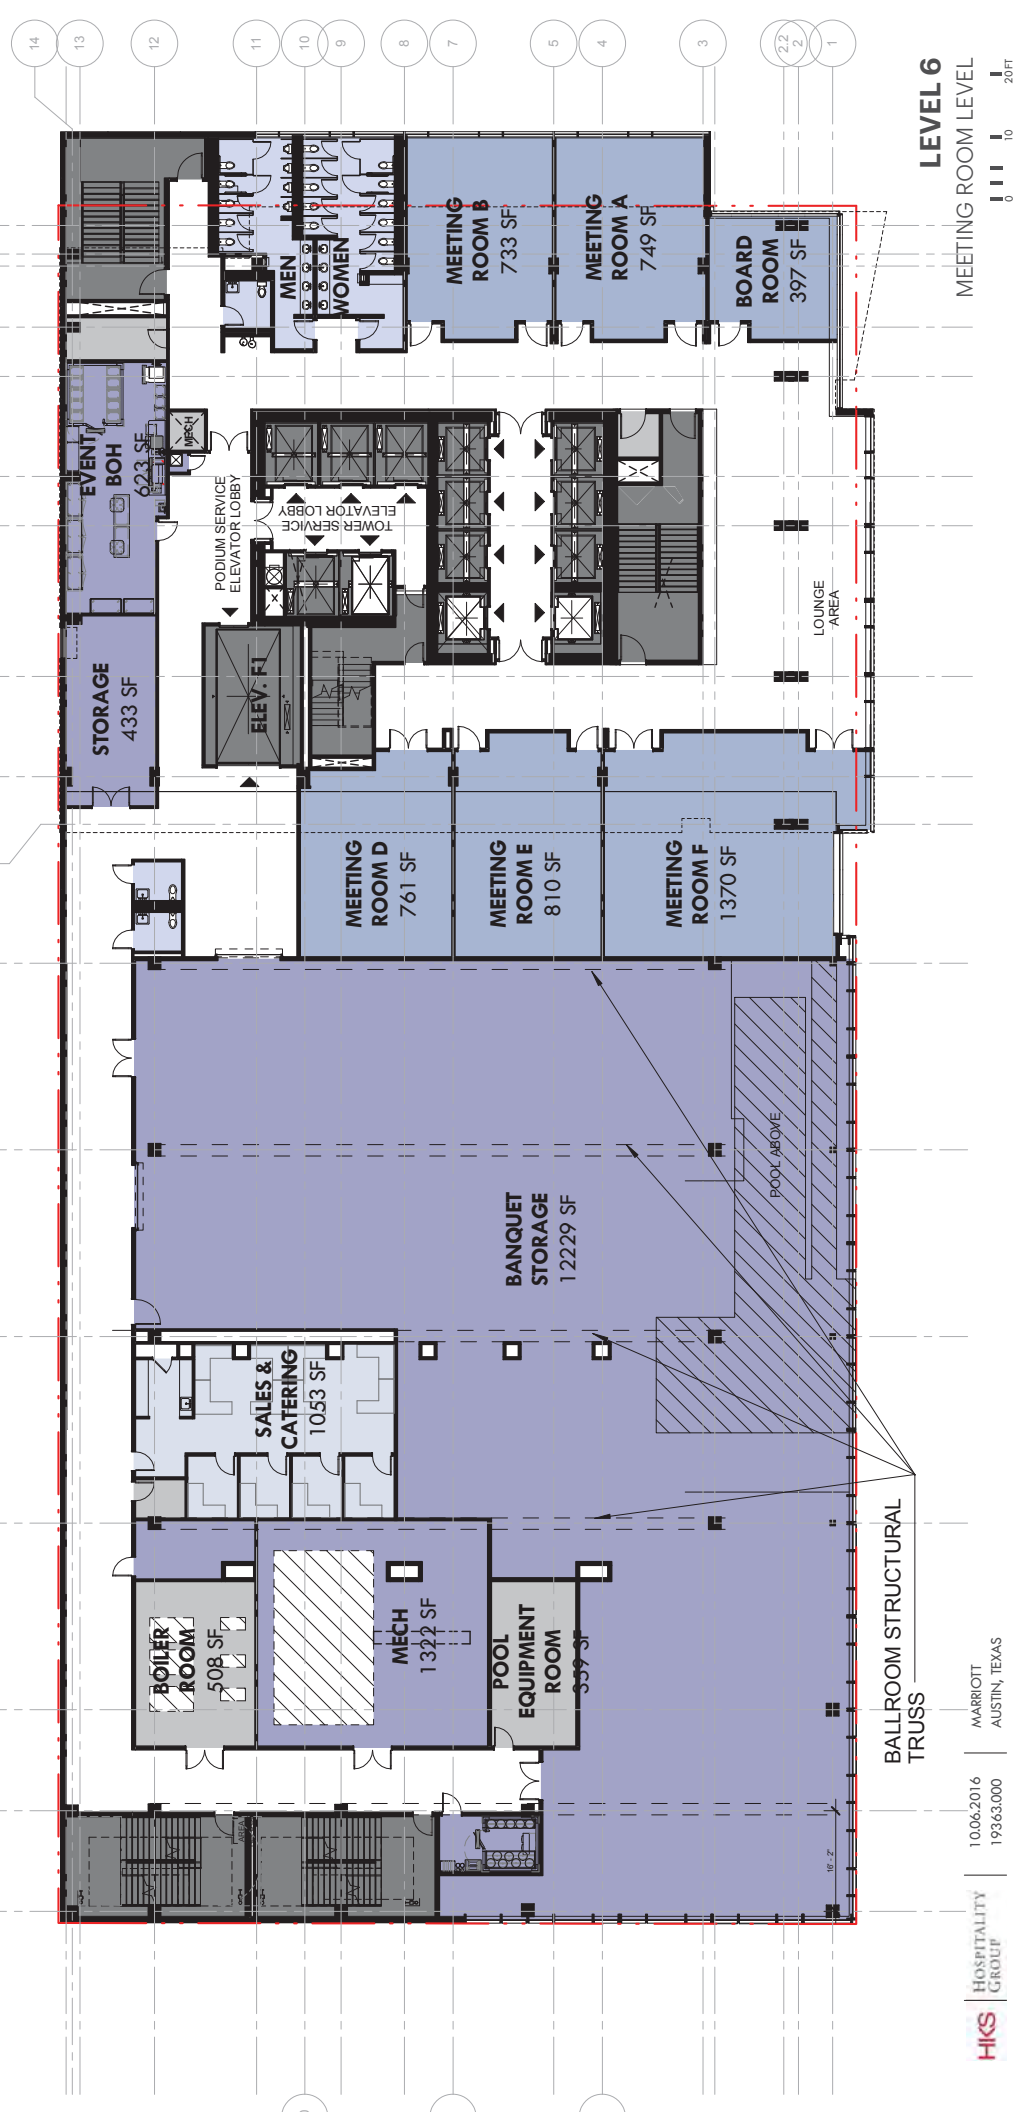 LEVEL 6
MEETING ROOM LEVEL
0
10
20FT
14
13
12
11
10
9
8
7
5
4
3
2.2
2
1
MEN
WOMEN
MEETING
ROOM B
733 SF
MEETING
ROOM A
749 SF
BOARD
ROOM
397 SF
EVENT
BOH
623 SF
MECH
PODIUM SERVICE
ELEVATOR LOBBY
TOWER SERVICE
ELEVATOR LOBBY
LOUNGE
AREA
STORAGE
433 SF
ELEV. F1
MEETING
ROOM D
761 SF
MEETING
ROOM E
810 SF
MEETING
ROOM F
1370 SF
POOL ABOVE
BANQUET
STORAGE
12229 SF
SALES &
CATERING
1053 SF
BOILER
ROOM
508 SF
MECH
1322 SF
POOL
EQUIPMENT
ROOM
359 SF
AREA
16' - 2"
BALLROOM STRUCTURAL
TRUSS
HKS
HOSPITALITY
GROUP
10.06.2016
19363.000
MARRIOTT
AUSTIN, TEXAS